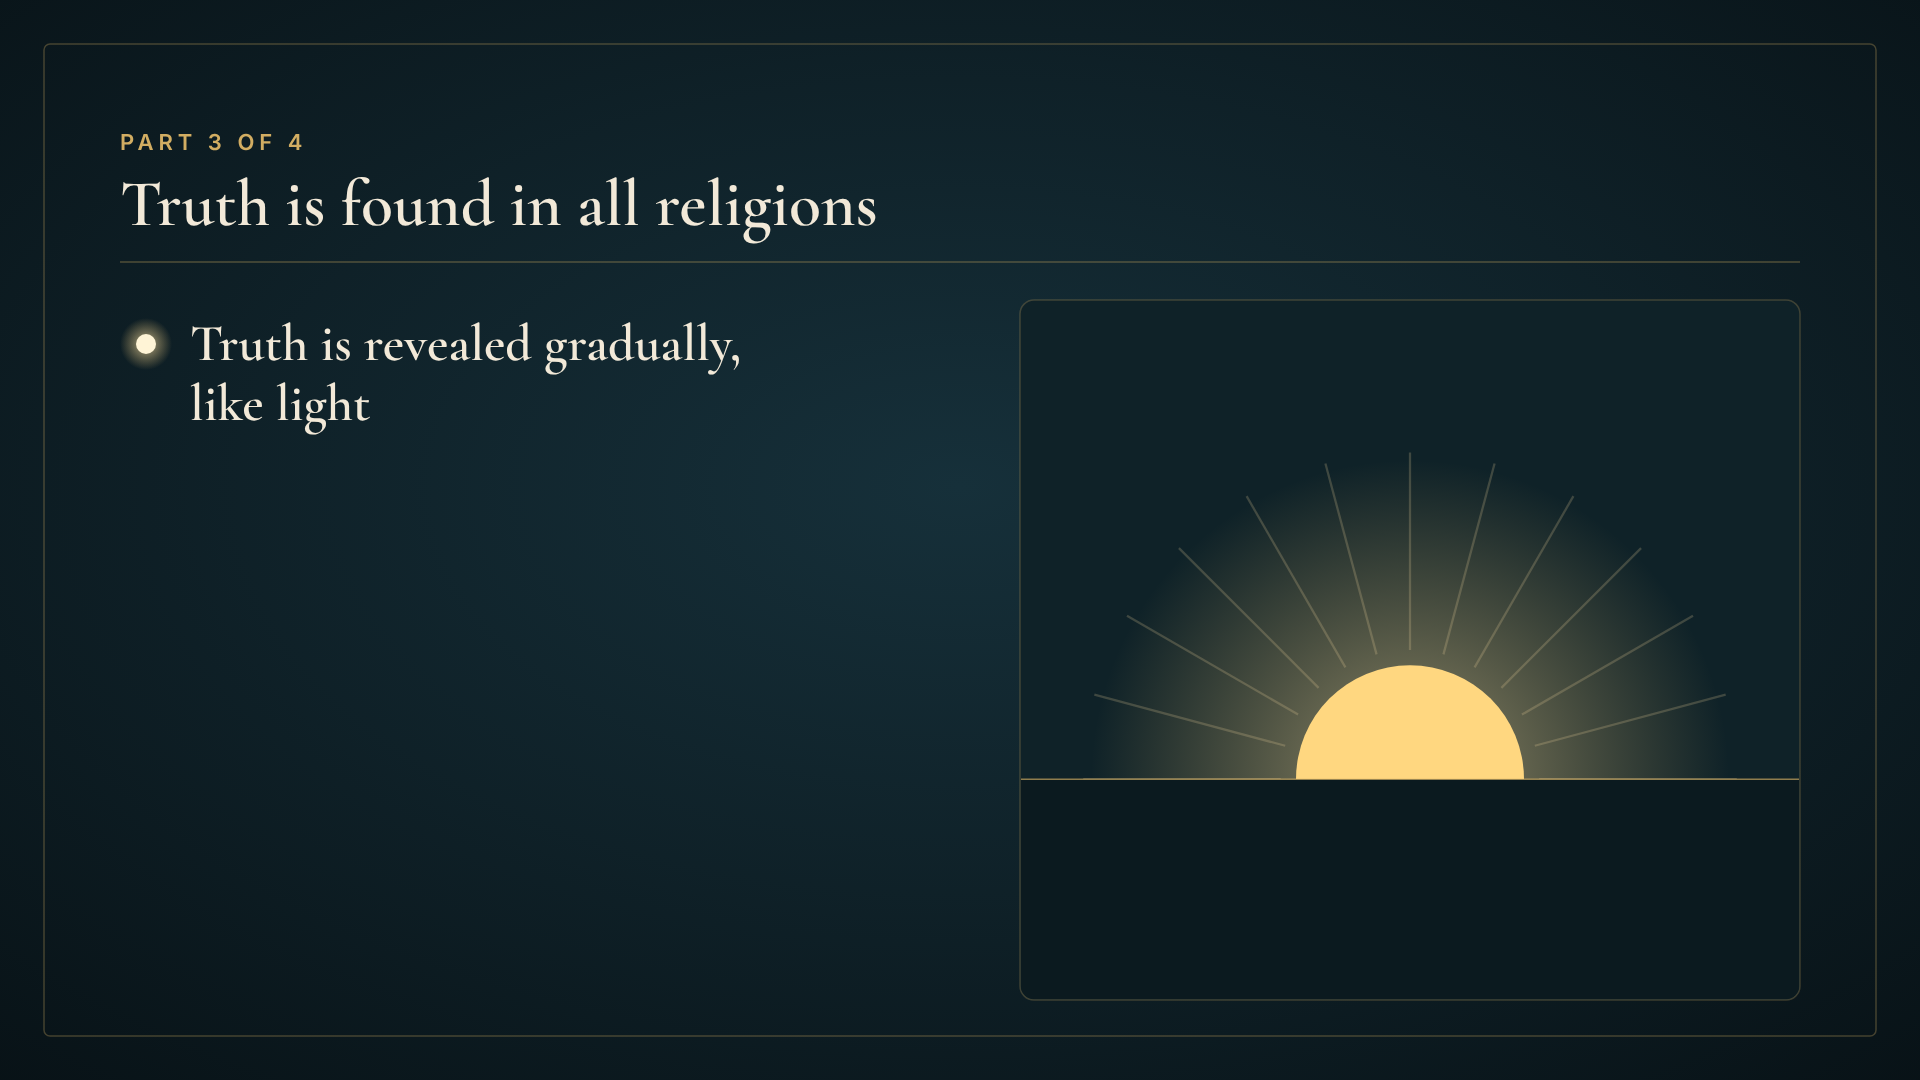 PART 3 OF 4
Truth is found in all religions
Truth is revealed gradually,
like light